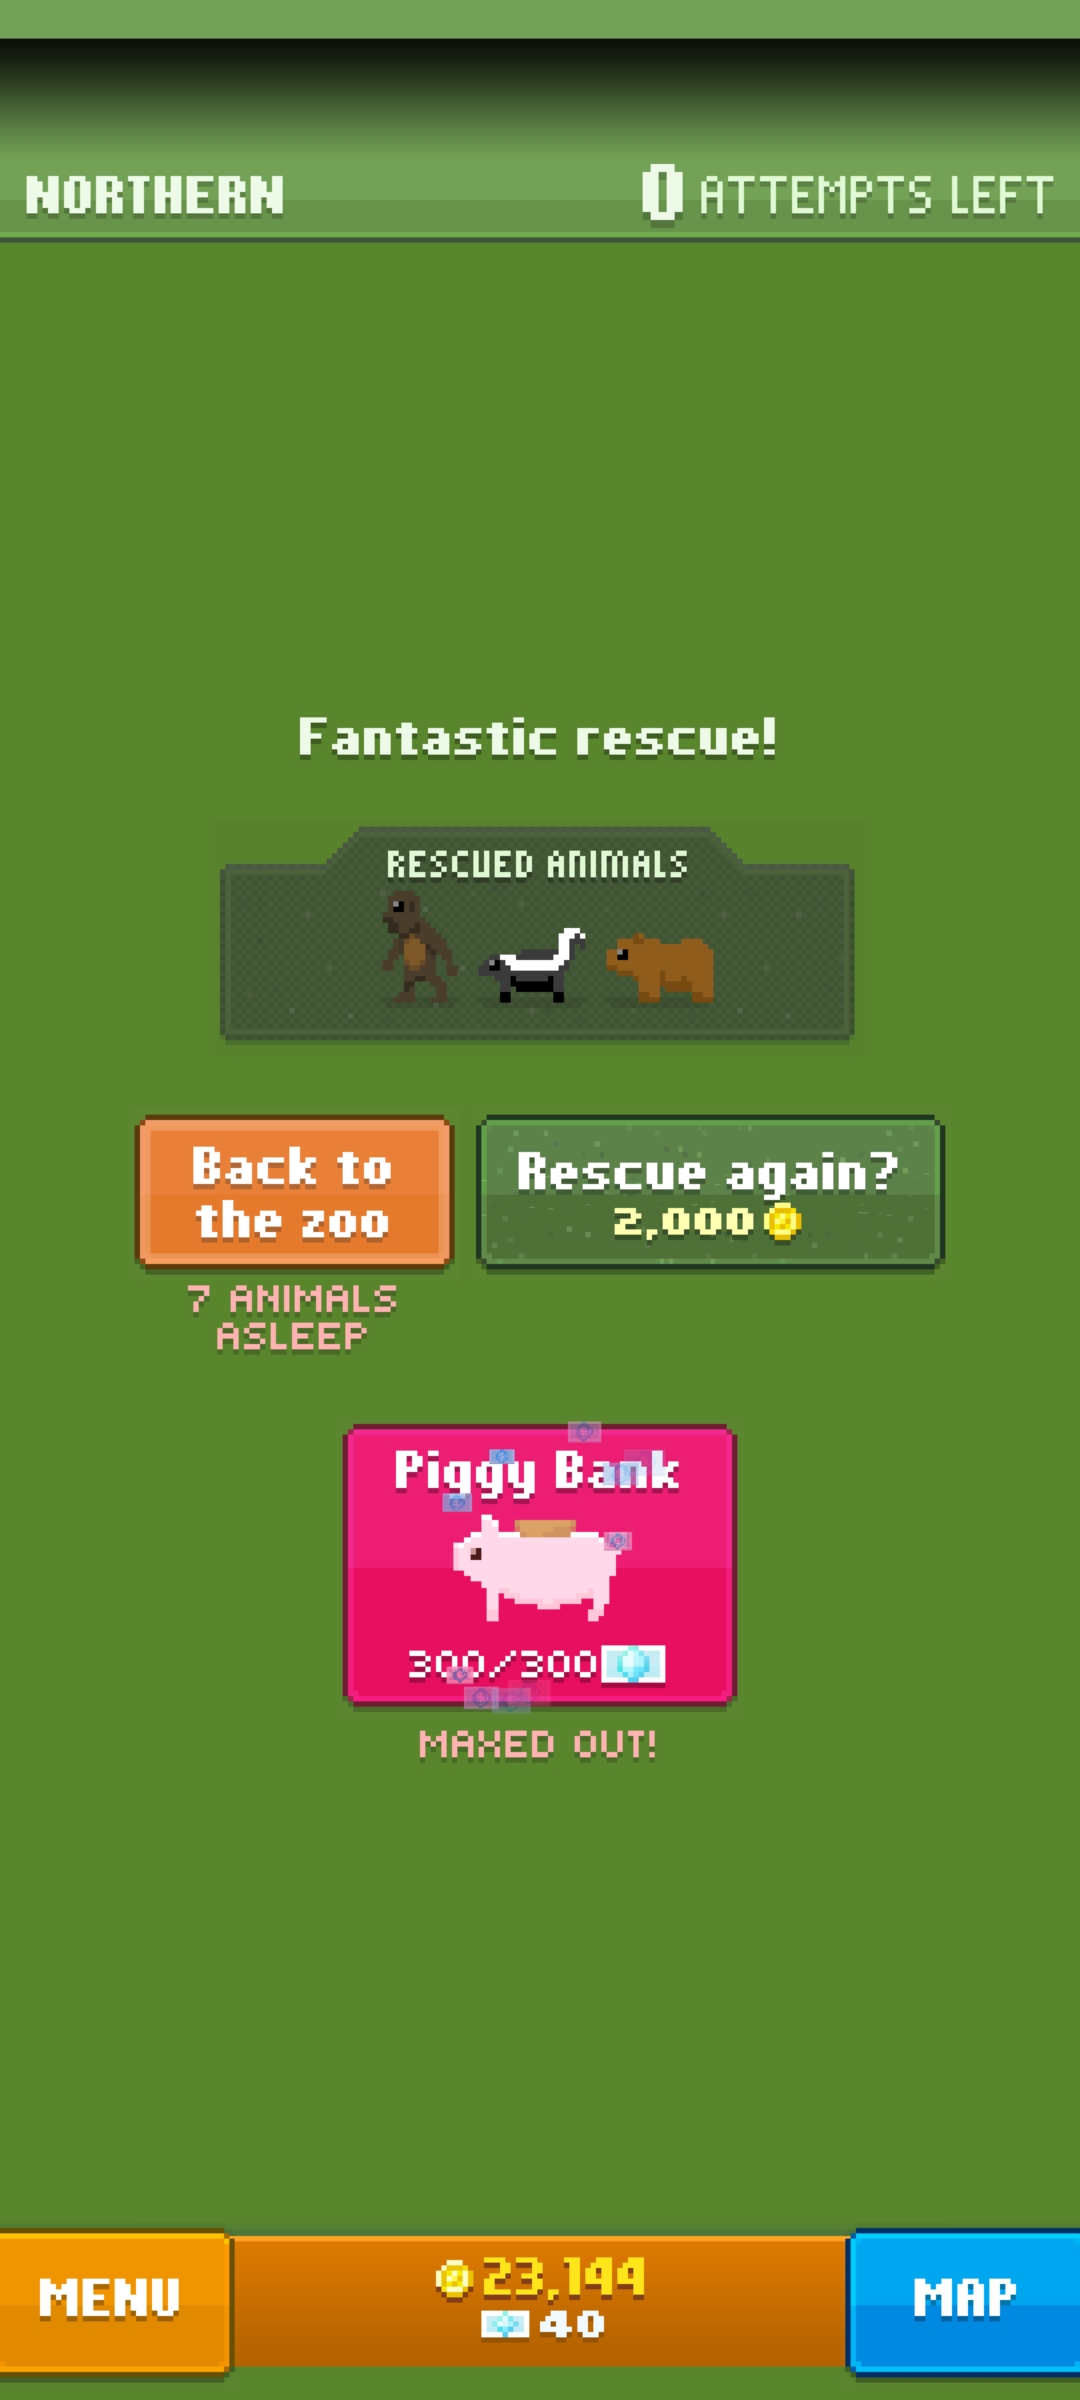 NORTHERN
0 ATTEMPTS LEFT
Fantastic rescue!
RESCUED ANIMALS
Back to
the zoo
Rescue again?
2,000
7 ANIMALS
ASLEEP
Piggy Bank
300/300
MAXED OUT!
MENU
23,144
40
MAP